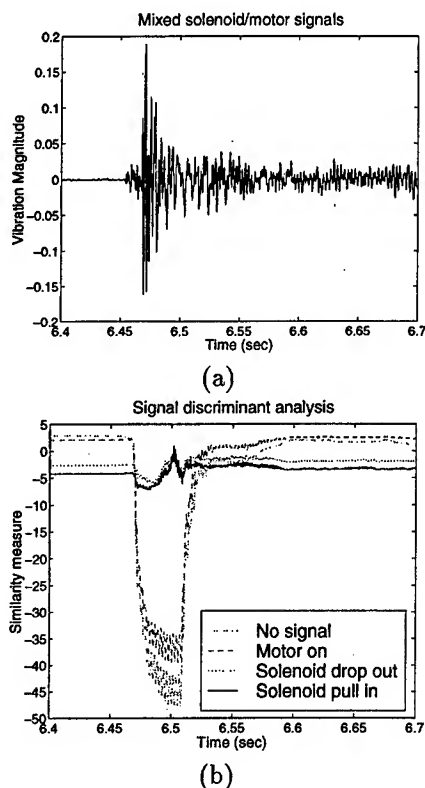 Mixed solenoid/motor signals
0.2
0.15
0.1
0.05
0
-0.05
-0.1
-0.15
-0.2
Vibration Magnitude
6.4 6.45 6.5 6.55 6.6 6.65 6.7
Time (sec)
(a)
Signal discriminant analysis
5
0
-5
-10
-15
-20
-25
-30
-35
-40
-45
-50
Similarity measure
No signal
Motor on
Solenoid drop out
Solenoid pull in
6.4 6.45 6.5 6.55 6.6 6.65 6.7
Time (sec)
(b)